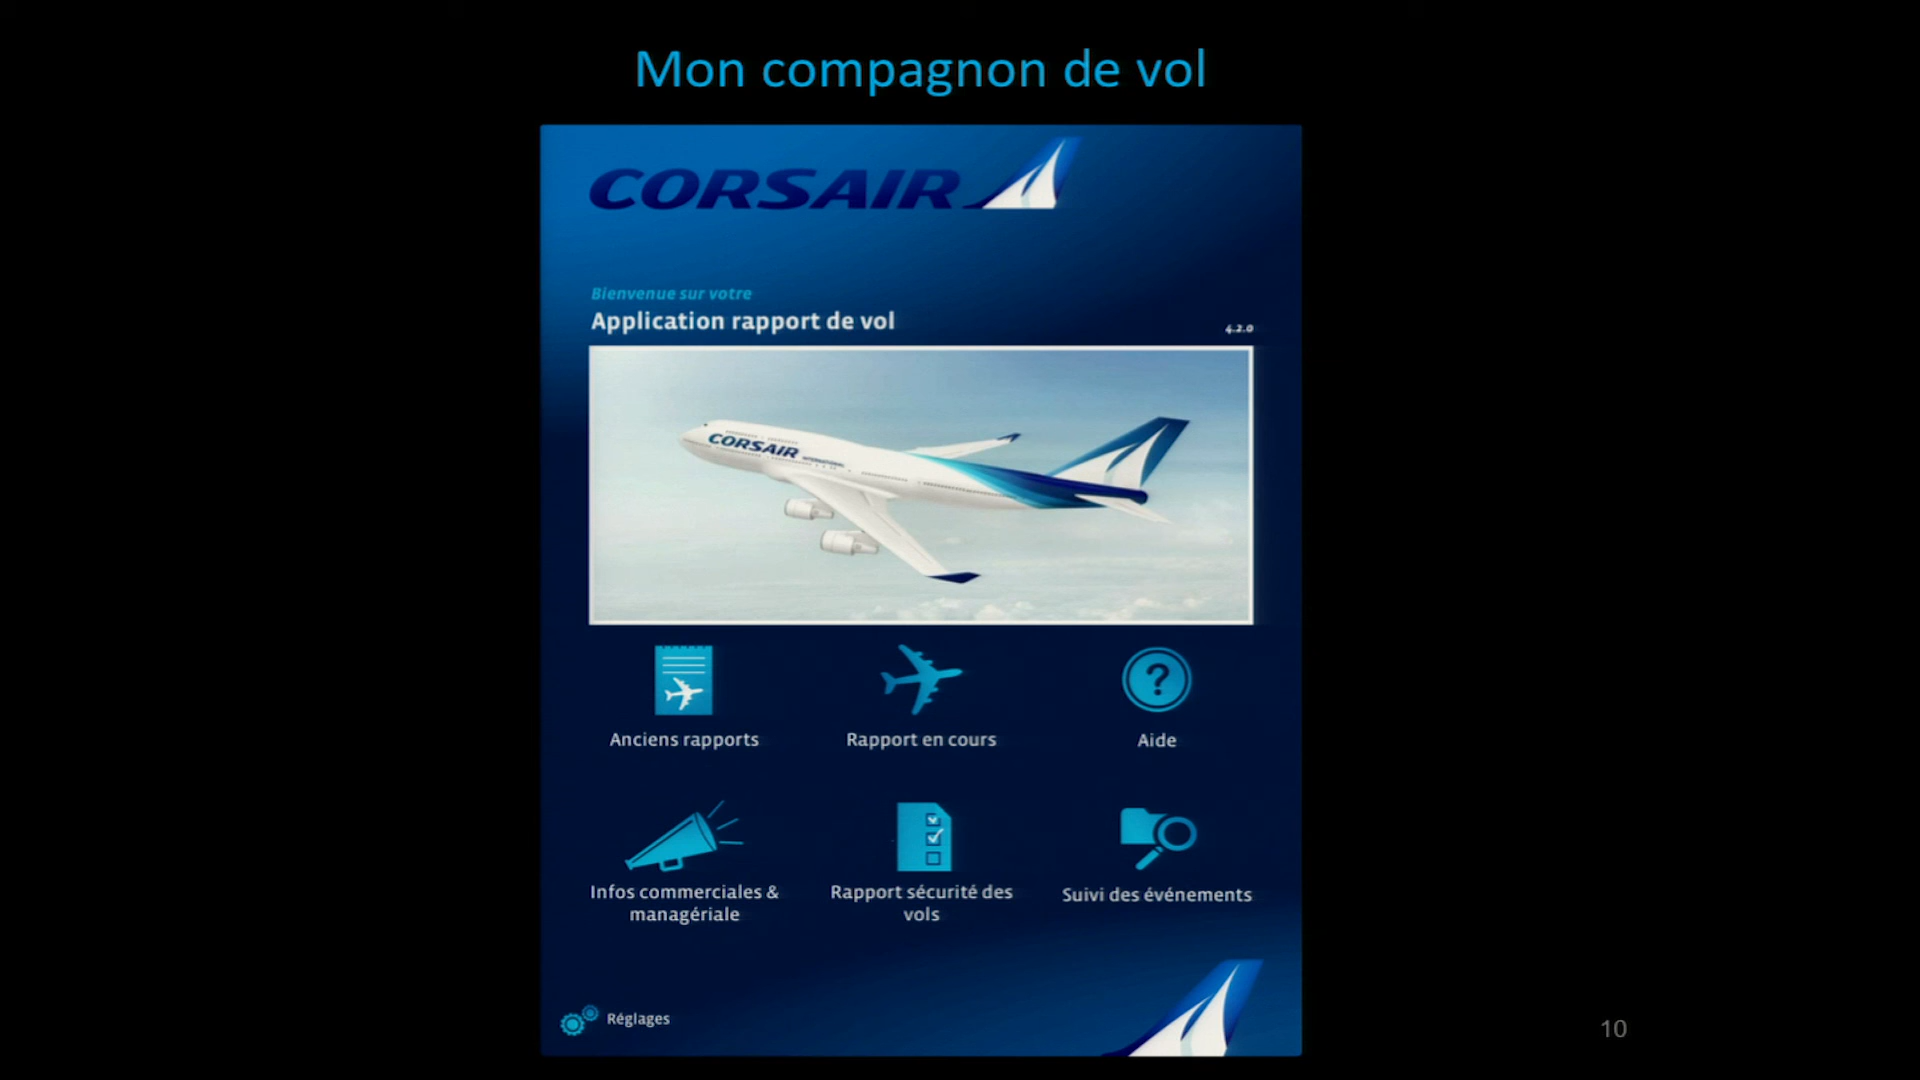 Mon compagnon de vol
CORSAIR
Bienvenue sur votre
Application rapport de vol
4.2.0
CORSAIR
INTERNATIONAL
Anciens rapports
Rapport en cours
Aide
Infos commerciales &
managériale
Rapport sécurité des
vols
Suivi des événements
Réglages
10